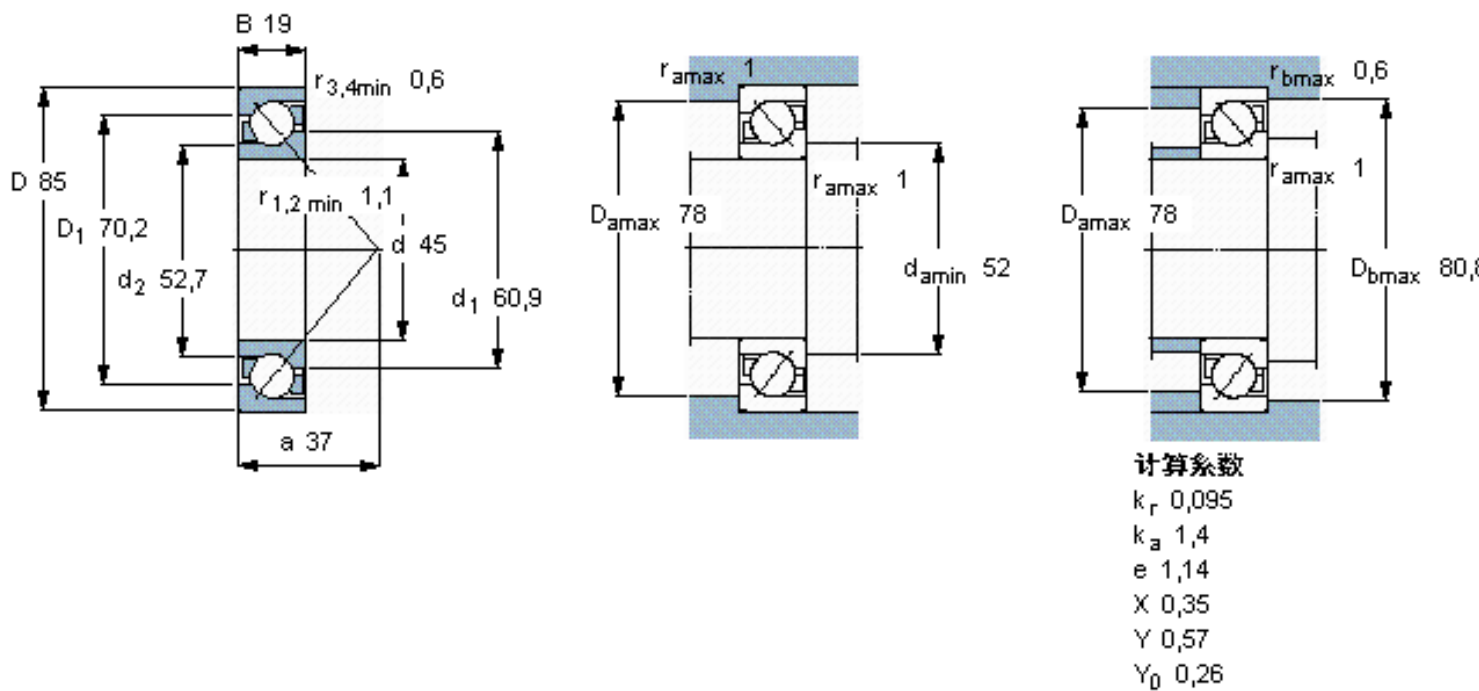 B 19
r3,4min 0,6
D 85
D1 70,2
d2 52,7
r1,2 min 1,1
d 45
d1 60,9
a 37
ramax 1
ramax 1
Damax 78
damin 52
rbmax 0,6
ramax 1
Damax 78
Dbmax 80,8
计算系数
kr 0,095
ka 1,4
e 1,14
X 0,35
Y 0,57
Y0 0,26